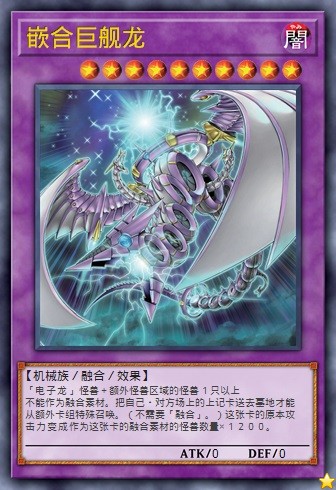 嵌合巨舰龙
闇
【机械族／融合／效果】
「电子龙」怪兽＋额外怪兽区域的怪兽１只以上
不能作为融合素材。把自己·对方场上的上记卡送去墓地才能
从额外卡组特殊召唤。（不需要「融合」。）这张卡的原本攻
击力变成作为这张卡的融合素材的怪兽数量×１２００。
ATK/0 DEF/0